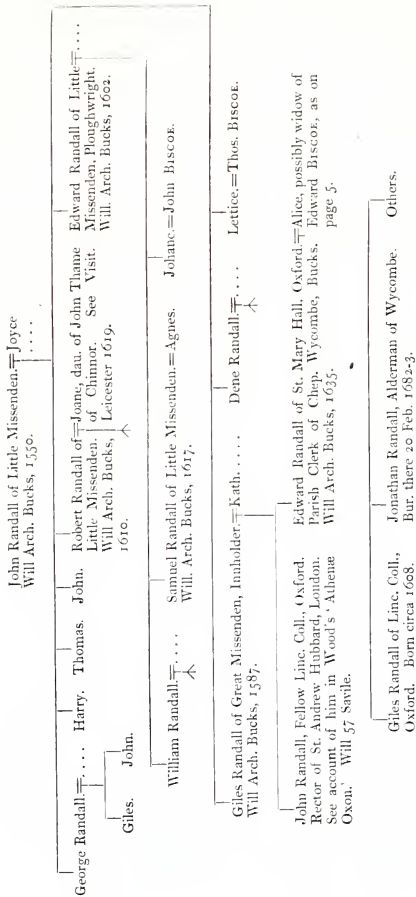 John Randall of Little Missenden.=Joyce
Will Arch. Bucks, 1550. . . . .
George Randall.=. . . . Harry. Thomas. John. Robert Randall of=Joane, dau. of John Thame Edward Randall of Little=. . . .
Little Missenden. of Chinnor. See Visit. Missenden, Ploughwright.
Will Arch. Bucks, Leicester 1619. Will. Arch. Bucks, 1602.
1610.
Giles. John.
William Randall.=. . . . Samuel Randall of Little Missenden.=Agnes. Johane.=John Biscoe.
Will. Arch. Bucks, 1617.
Giles Randall of Great Missenden, Innholder.=Kath. . . . . Dene Randall.=. . . . Lettice.=Thos. Biscoe.
Will Arch. Bucks, 1587.
John Randall, Fellow Linc. Coll., Oxford. Edward Randall of St. Mary Hall, Oxford.=Alice, possibly widow of
Rector of St. Andrew Hubbard, London. Parish Clerk of Chep. Wycombe, Bucks. Edward Biscoe, as on
See account of him in Wood's 'Athenæ Will Arch. Bucks, 1635. page 5.
Oxon.' Will 57 Savile.
Giles Randall of Linc. Coll., Jonathan Randall, Alderman of Wycombe. Others.
Oxford. Born circa 1608. Bur. there 20 Feb. 1682-3.